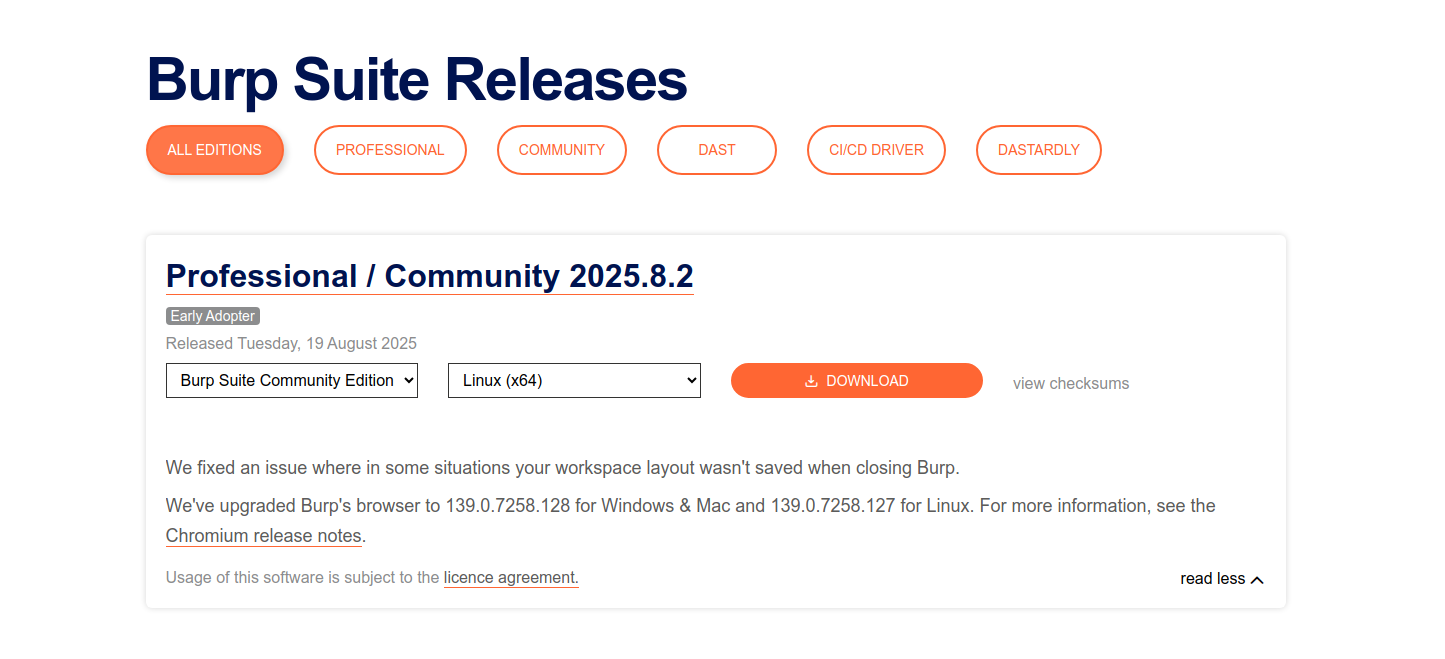 Burp Suite Releases
ALL EDITIONS PROFESSIONAL COMMUNITY DAST CI/CD DRIVER DASTARDLY
Professional / Community 2025.8.2
Early Adopter
Released Tuesday, 19 August 2025
Burp Suite Community Edition Linux (x64) DOWNLOAD view checksums
We fixed an issue where in some situations your workspace layout wasn't saved when closing Burp.
We've upgraded Burp's browser to 139.0.7258.128 for Windows & Mac and 139.0.7258.127 for Linux. For more information, see the
Chromium release notes.
Usage of this software is subject to the licence agreement. read less